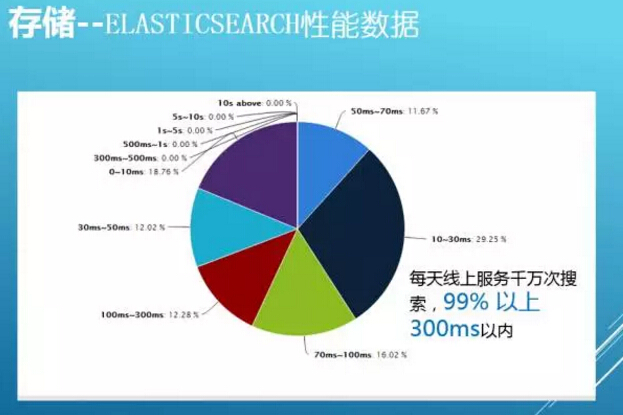 存储--ELASTICSEARCH性能数据
10s above: 0.00 %
5s~10s: 0.00 %
1s~5s: 0.00 %
500ms~1s: 0.00 %
300ms~500ms: 0.00 %
0~10ms: 18.76 %
50ms~70ms: 11.67 %
30ms~50ms: 12.02 %
10~30ms: 29.25 %
100ms~300ms: 12.28 %
70ms~100ms: 16.02 %
每天线上服务千万次搜
索，99% 以上
300ms以内